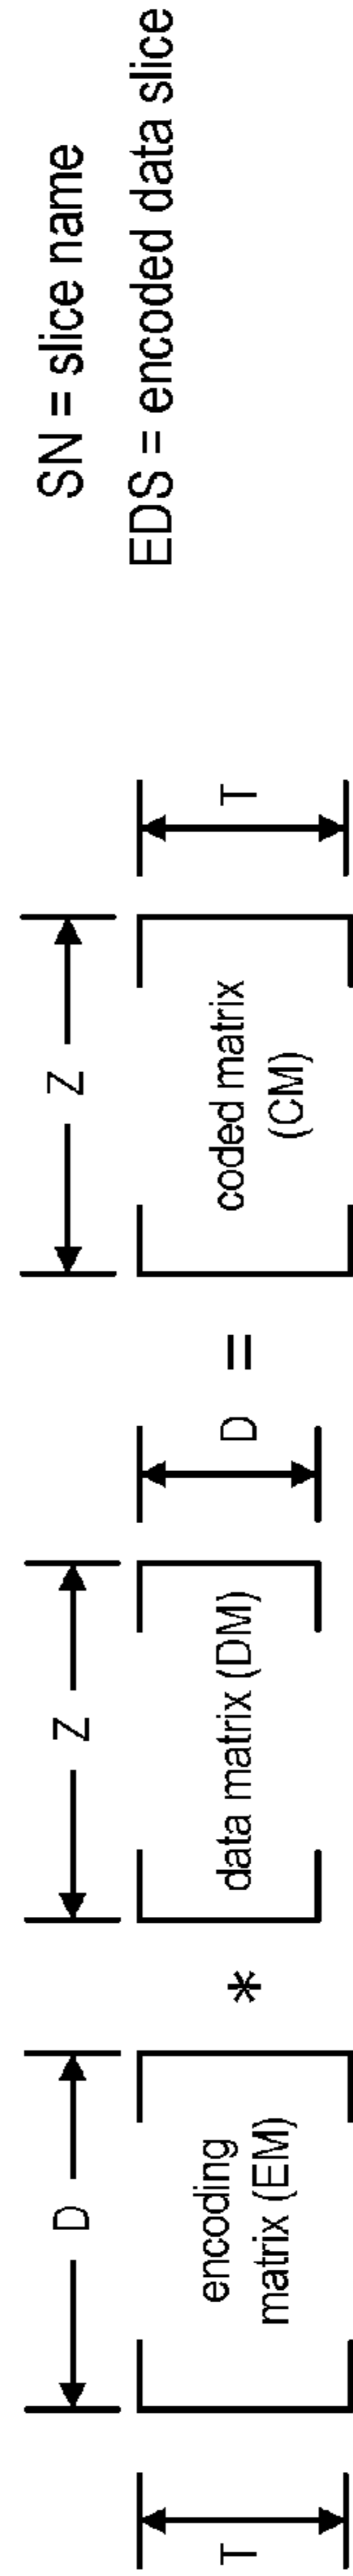 SN = slice name
EDS = encoded data slice
D
Z
Z
T
encoding
matrix (EM)
*
data matrix (DM)
D
=
coded matrix
(CM)
T